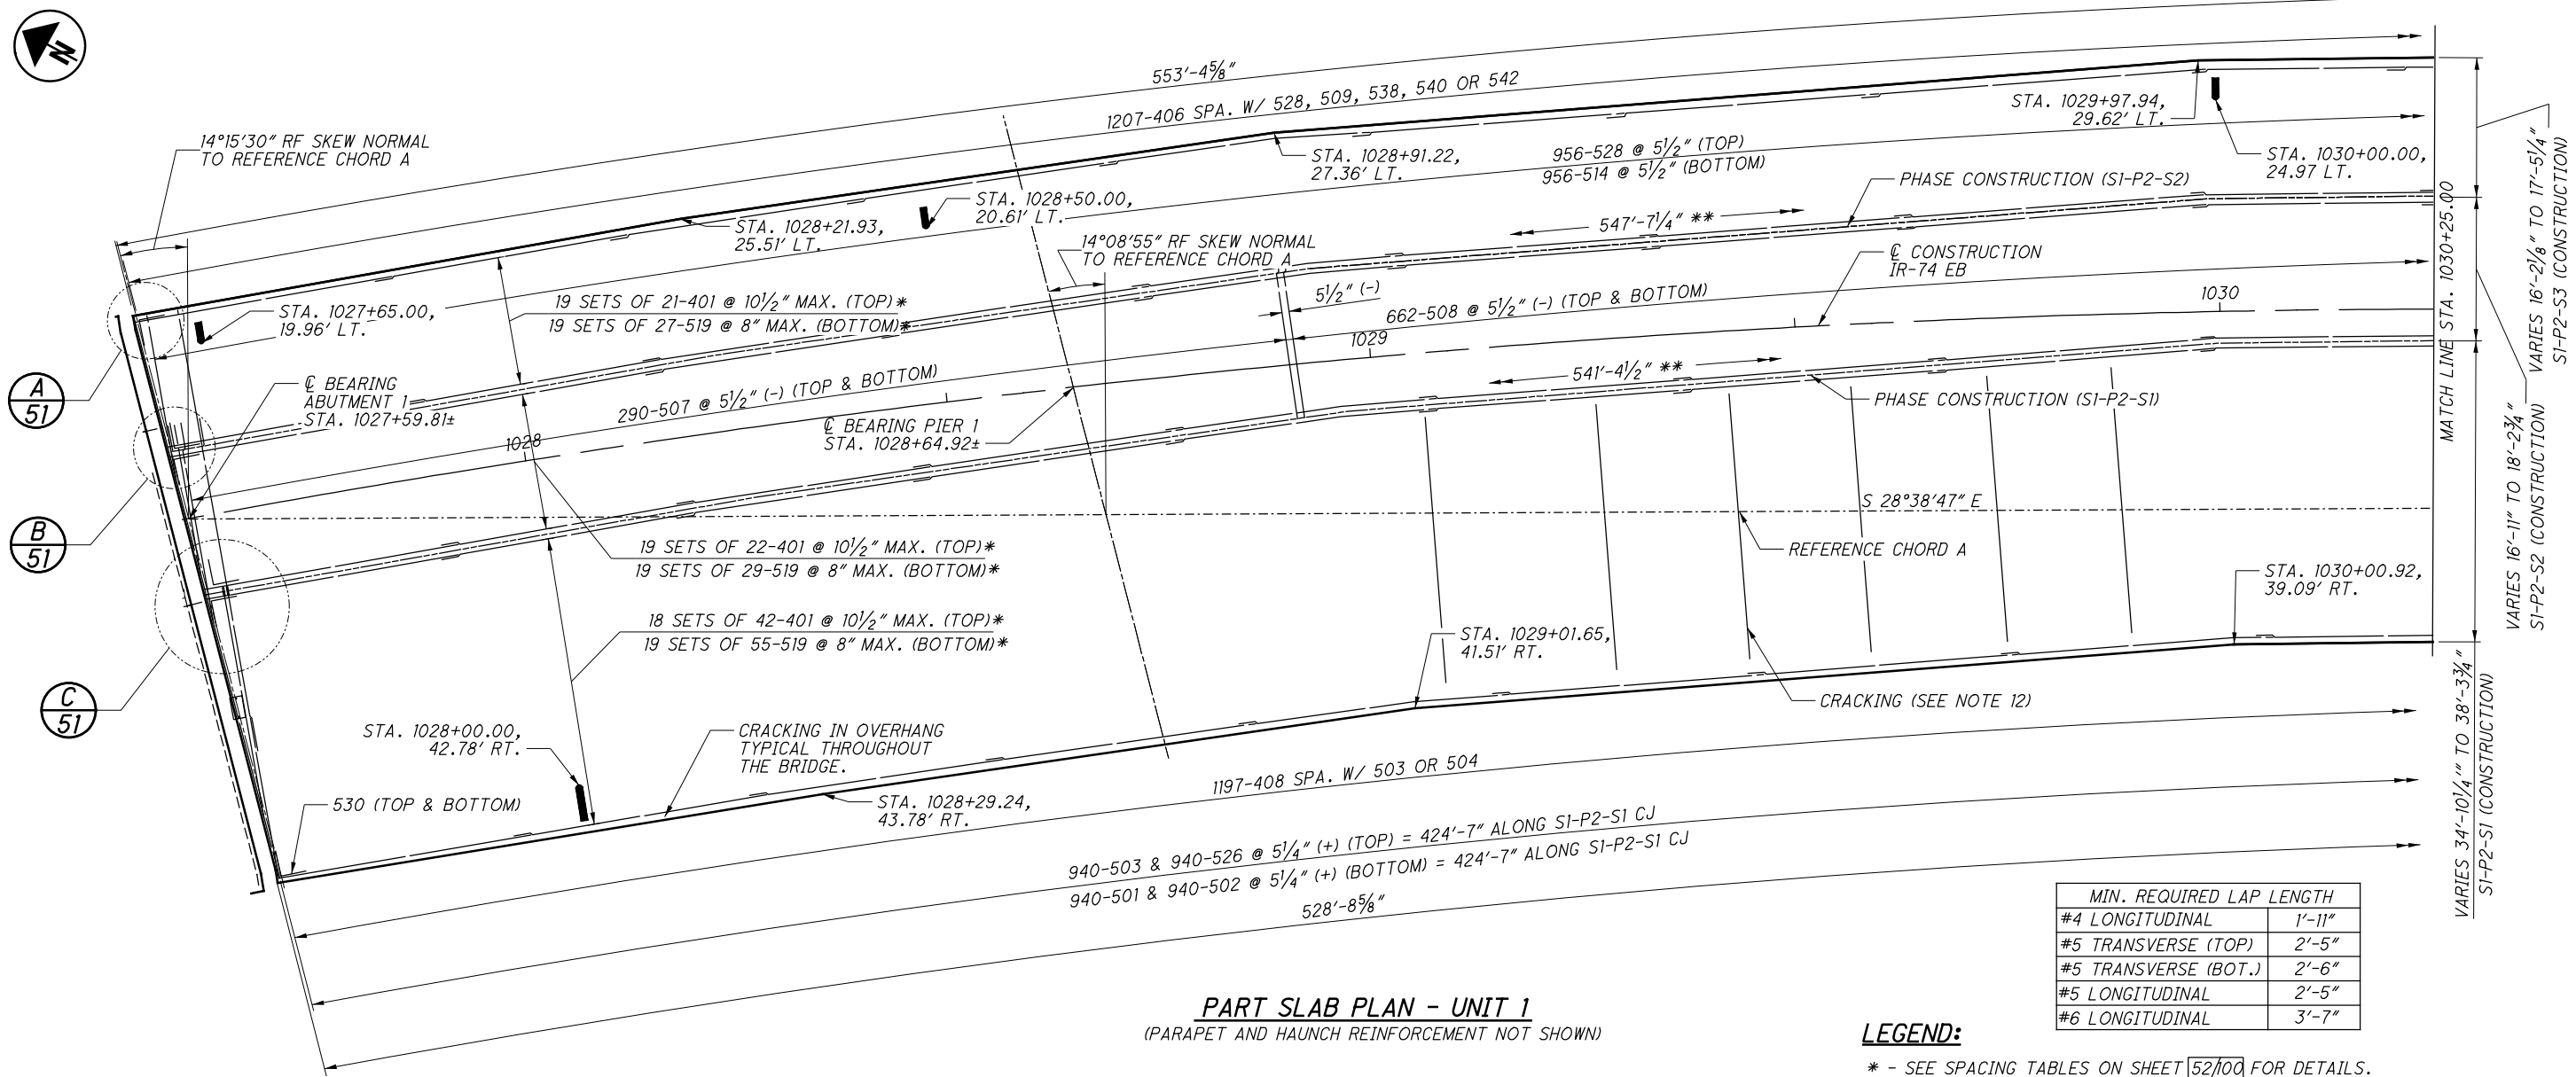 N
553'-4⅝"
1207-406 SPA. W/ 528, 509, 538, 540 OR 542
14°15'30" RF SKEW NORMAL
TO REFERENCE CHORD A
STA. 1029+97.94,
29.62' LT.
STA. 1028+91.22,
27.36' LT.
956-528 @ 5½" (TOP)
956-514 @ 5½" (BOTTOM)
STA. 1030+00.00,
24.97 LT.
PHASE CONSTRUCTION (S1-P2-S2)
STA. 1028+50.00,
20.61' LT.
STA. 1028+21.93,
25.51' LT.
547'-7¼" **
14°08'55" RF SKEW NORMAL
TO REFERENCE CHORD A
℄ CONSTRUCTION
IR-74 EB
MATCH LINE STA. 1030+25.00
VARIES 16'-2⅛" TO 17'-5¼"
S1-P2-S3 (CONSTRUCTION)
19 SETS OF 21-401 @ 10½" MAX. (TOP)*
19 SETS OF 27-519 @ 8" MAX. (BOTTOM)*
5½" (-)
662-508 @ 5½" (-) (TOP & BOTTOM)
1030
STA. 1027+65.00,
19.96' LT.
1029
A
51
℄ BEARING
ABUTMENT 1
STA. 1027+59.81±
290-507 @ 5½" (-) (TOP & BOTTOM)
541'-4½" **
PHASE CONSTRUCTION (S1-P2-S1)
℄ BEARING PIER 1
STA. 1028+64.92±
1028
VARIES 16'-11" TO 18'-2¾"
S1-P2-S2 (CONSTRUCTION)
S 28°38'47" E
B
51
19 SETS OF 22-401 @ 10½" MAX. (TOP)*
19 SETS OF 29-519 @ 8" MAX. (BOTTOM)*
REFERENCE CHORD A
STA. 1030+00.92,
39.09' RT.
18 SETS OF 42-401 @ 10½" MAX. (TOP)*
19 SETS OF 55-519 @ 8" MAX. (BOTTOM)*
STA. 1029+01.65,
41.51' RT.
C
51
CRACKING (SEE NOTE 12)
VARIES 34'-10¼'" TO 38'-3¾"
S1-P2-S1 (CONSTRUCTION)
STA. 1028+00.00,
42.78' RT.
CRACKING IN OVERHANG
TYPICAL THROUGHOUT
THE BRIDGE.
530 (TOP & BOTTOM)
STA. 1028+29.24,
43.78' RT.
1197-408 SPA. W/ 503 OR 504
940-503 & 940-526 @ 5¼" (+) (TOP) = 424'-7" ALONG S1-P2-S1 CJ
940-501 & 940-502 @ 5¼" (+) (BOTTOM) = 424'-7" ALONG S1-P2-S1 CJ
528'-8⅝"
MIN. REQUIRED LAP LENGTH
#4 LONGITUDINAL 1'-11"
#5 TRANSVERSE (TOP) 2'-5"
#5 TRANSVERSE (BOT.) 2'-6"
#5 LONGITUDINAL 2'-5"
#6 LONGITUDINAL 3'-7"
PART SLAB PLAN - UNIT 1
(PARAPET AND HAUNCH REINFORCEMENT NOT SHOWN)
LEGEND:
* - SEE SPACING TABLES ON SHEET 52/100 FOR DETAILS.